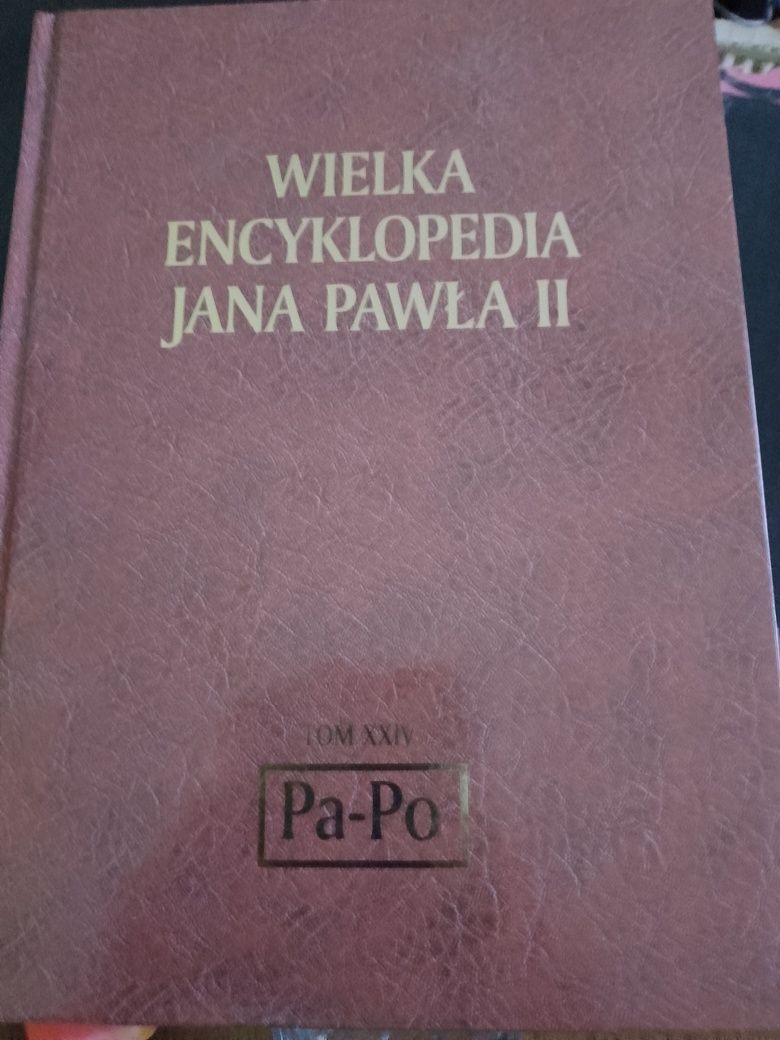 WIELKA
ENCYKLOPEDIA
JANA PAWŁA II
TOM XXIV
Pa-Po